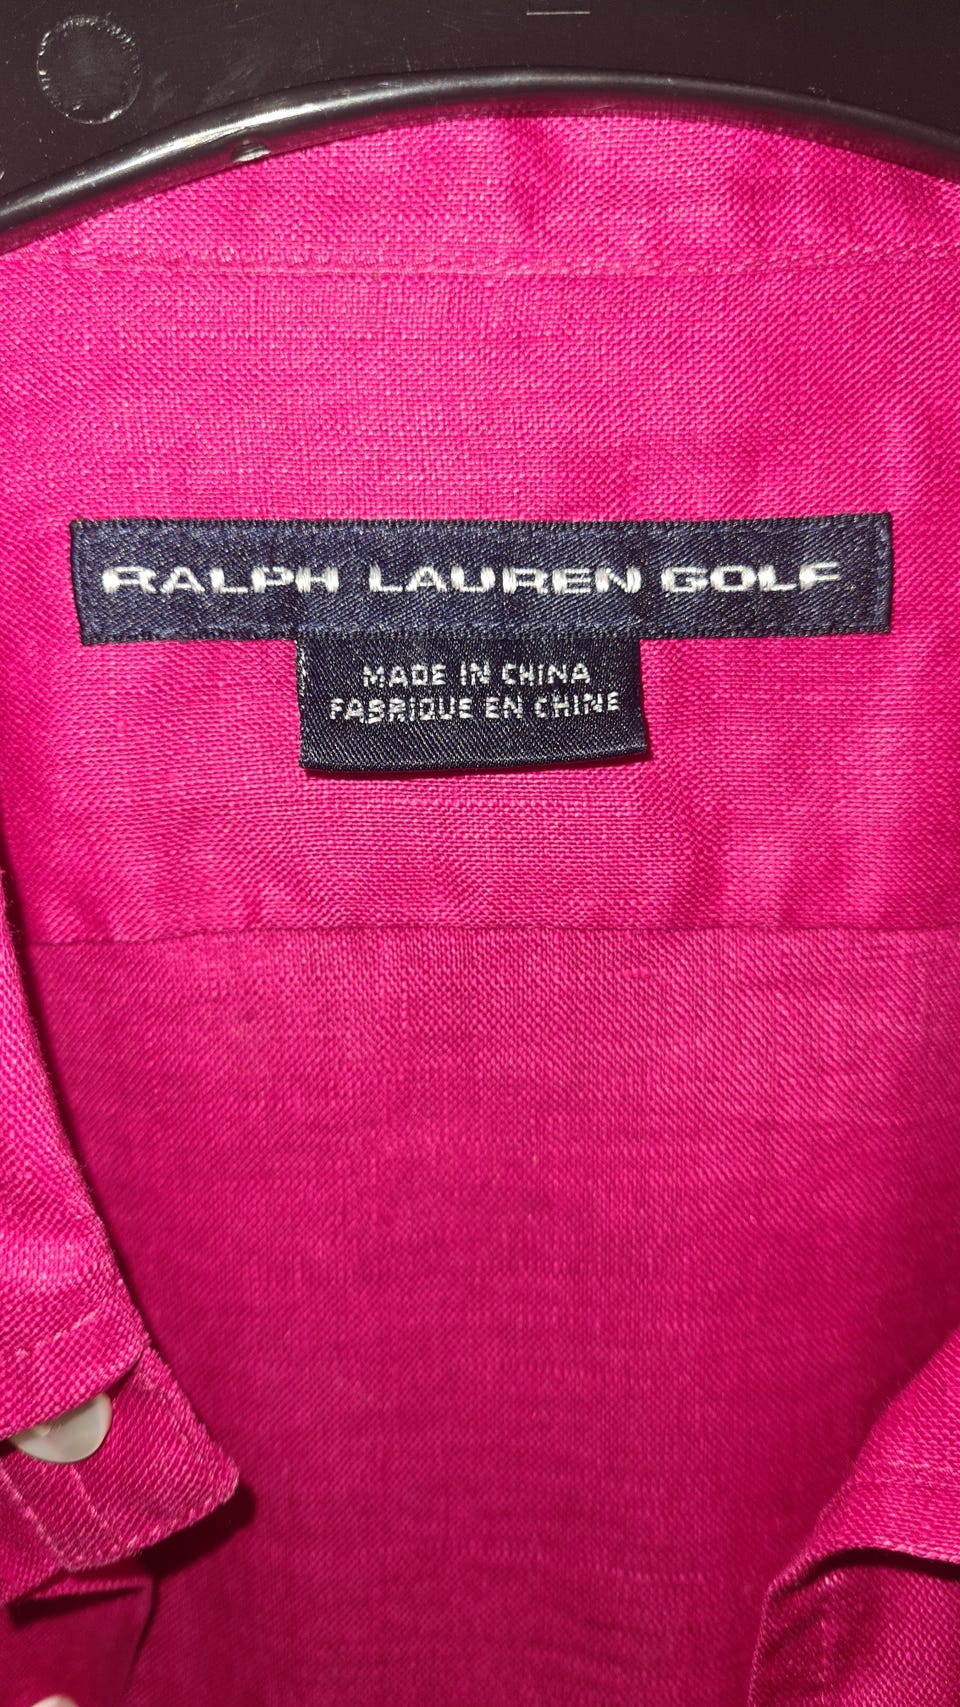 RALPH LAUREN GOLF
MADE IN CHINA
FABRIQUE EN CHINE